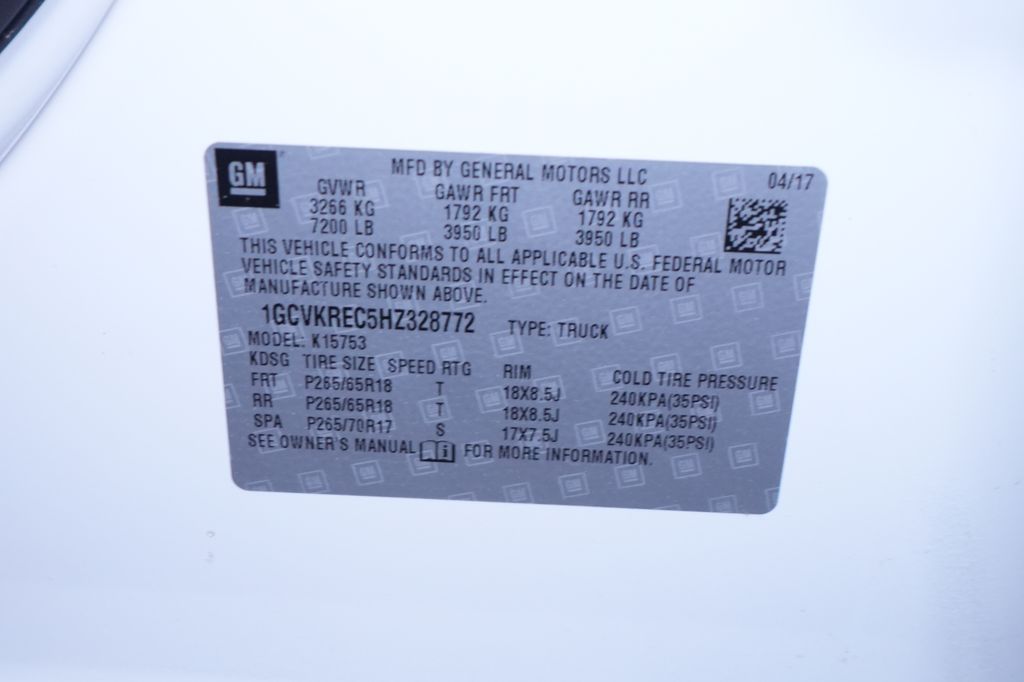 GM
MFD BY GENERAL MOTORS LLC 04/17
GVWR GAWR FRT GAWR RR
3266 KG 1792 KG 1792 KG
7200 LB 3950 LB 3950 LB
THIS VEHICLE CONFORMS TO ALL APPLICABLE U.S. FEDERAL MOTOR
VEHICLE SAFETY STANDARDS IN EFFECT ON THE DATE OF
MANUFACTURE SHOWN ABOVE.
1GCVKREC5HZ328772 TYPE: TRUCK
MODEL: K15753
KDSG TIRE SIZE SPEED RTG RIM COLD TIRE PRESSURE
FRT P265/65R18 T 18X8.5J 240KPA(35PSI)
RR P265/65R18 T 18X8.5J 240KPA(35PSI)
SPA P265/70R17 S 17X7.5J 240KPA(35PSI)
SEE OWNER'S MANUAL i FOR MORE INFORMATION.